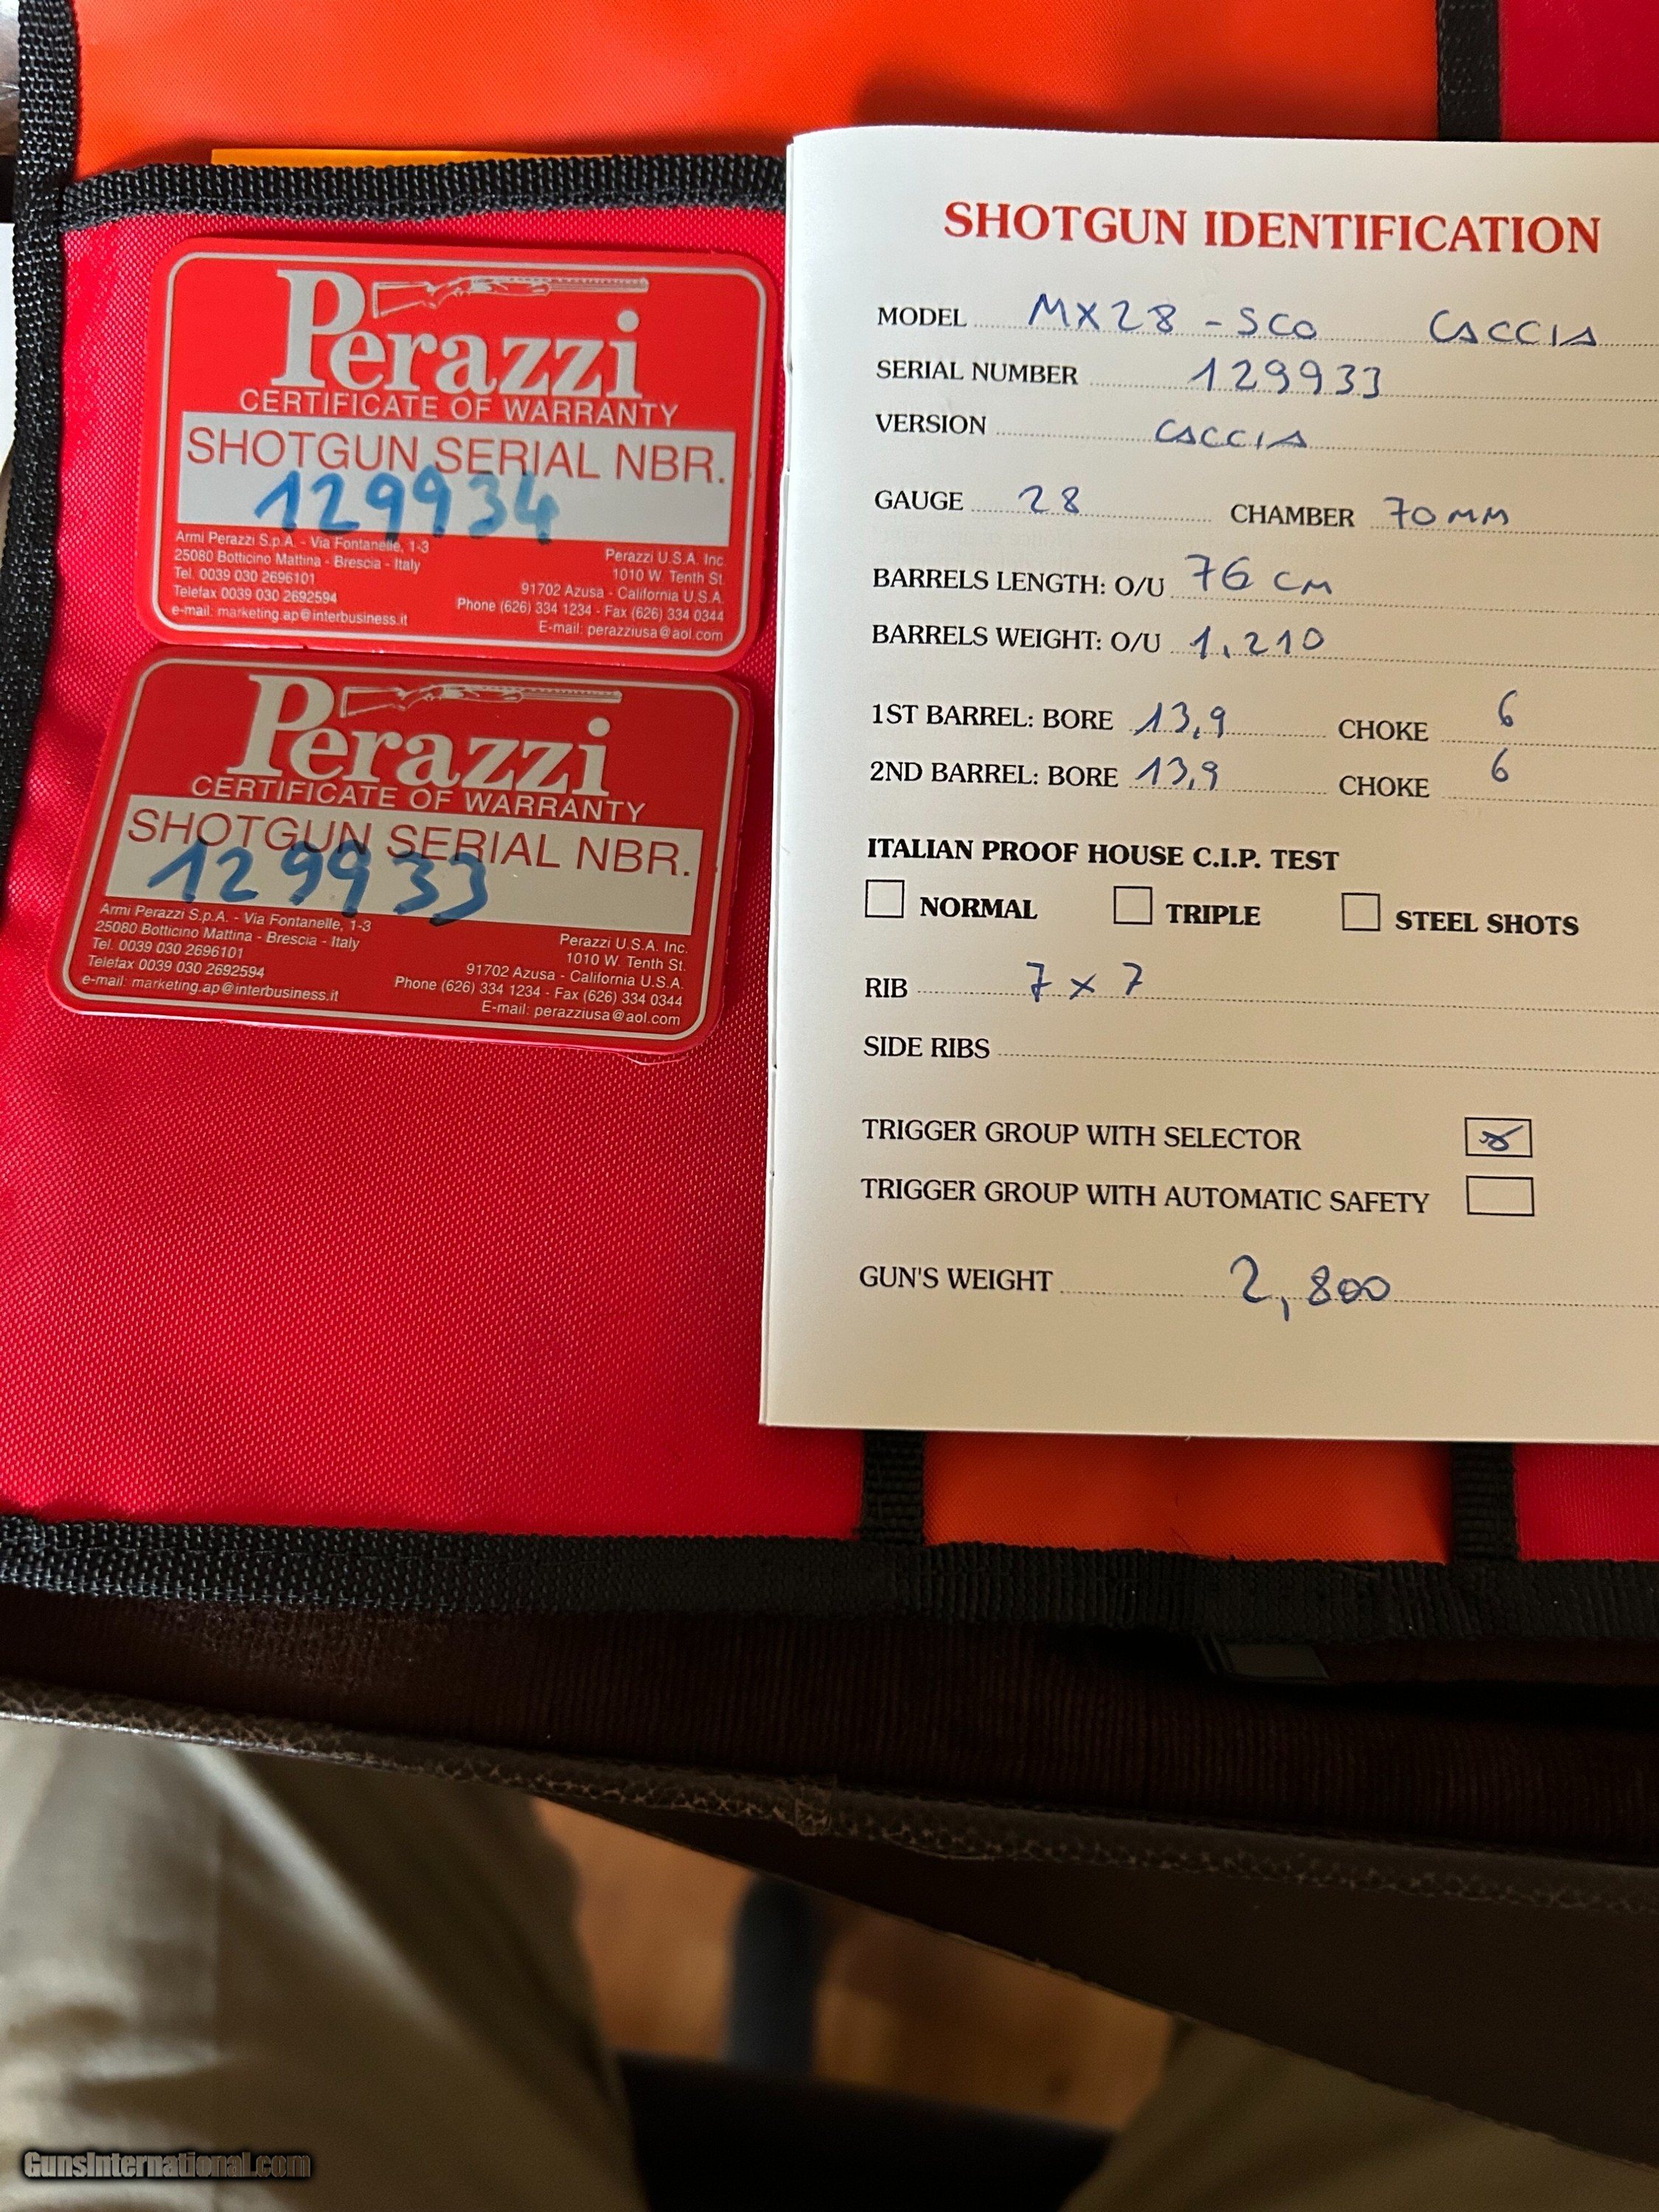 Perazzi
CERTIFICATE OF WARRANTY
SHOTGUN SERIAL NBR.
129934
Armi Perazzi S.p.A. - Via Fontanelle, 1-3
25080 Botticino Mattina - Brescia - Italy
Tel. 0039 030 2696101
Telefax 0039 030 2692594
e-mail: marketing.ap@interbusiness.it
Perazzi U.S.A. Inc.
1010 W. Tenth St.
91702 Azusa - California U.S.A.
Phone (626) 334 1234 - Fax (626) 334 0344
E-mail: perazziusa@aol.com
Perazzi
CERTIFICATE OF WARRANTY
SHOTGUN SERIAL NBR.
129933
Armi Perazzi S.p.A. - Via Fontanelle, 1-3
25080 Botticino Mattina - Brescia - Italy
Tel. 0039 030 2696101
Telefax 0039 030 2692594
e-mail: marketing.ap@interbusiness.it
Perazzi U.S.A. Inc.
1010 W. Tenth St.
91702 Azusa - California U.S.A.
Phone (626) 334 1234 - Fax (626) 334 0344
E-mail: perazziusa@aol.com
SHOTGUN IDENTIFICATION
MODEL MX28 - SCO CACCIA
SERIAL NUMBER 129933
VERSION CACCIA
GAUGE 28 CHAMBER 70 MM
BARRELS LENGTH: O/U 76 CM
BARRELS WEIGHT: O/U 1,210
1ST BARREL: BORE 13,9 CHOKE 6
2ND BARREL: BORE 13,9 CHOKE 6
ITALIAN PROOF HOUSE C.I.P. TEST
NORMAL TRIPLE STEEL SHOTS
RIB 7 x 7
SIDE RIBS
TRIGGER GROUP WITH SELECTOR
TRIGGER GROUP WITH AUTOMATIC SAFETY
GUN'S WEIGHT 2,800
GunsInternational.com